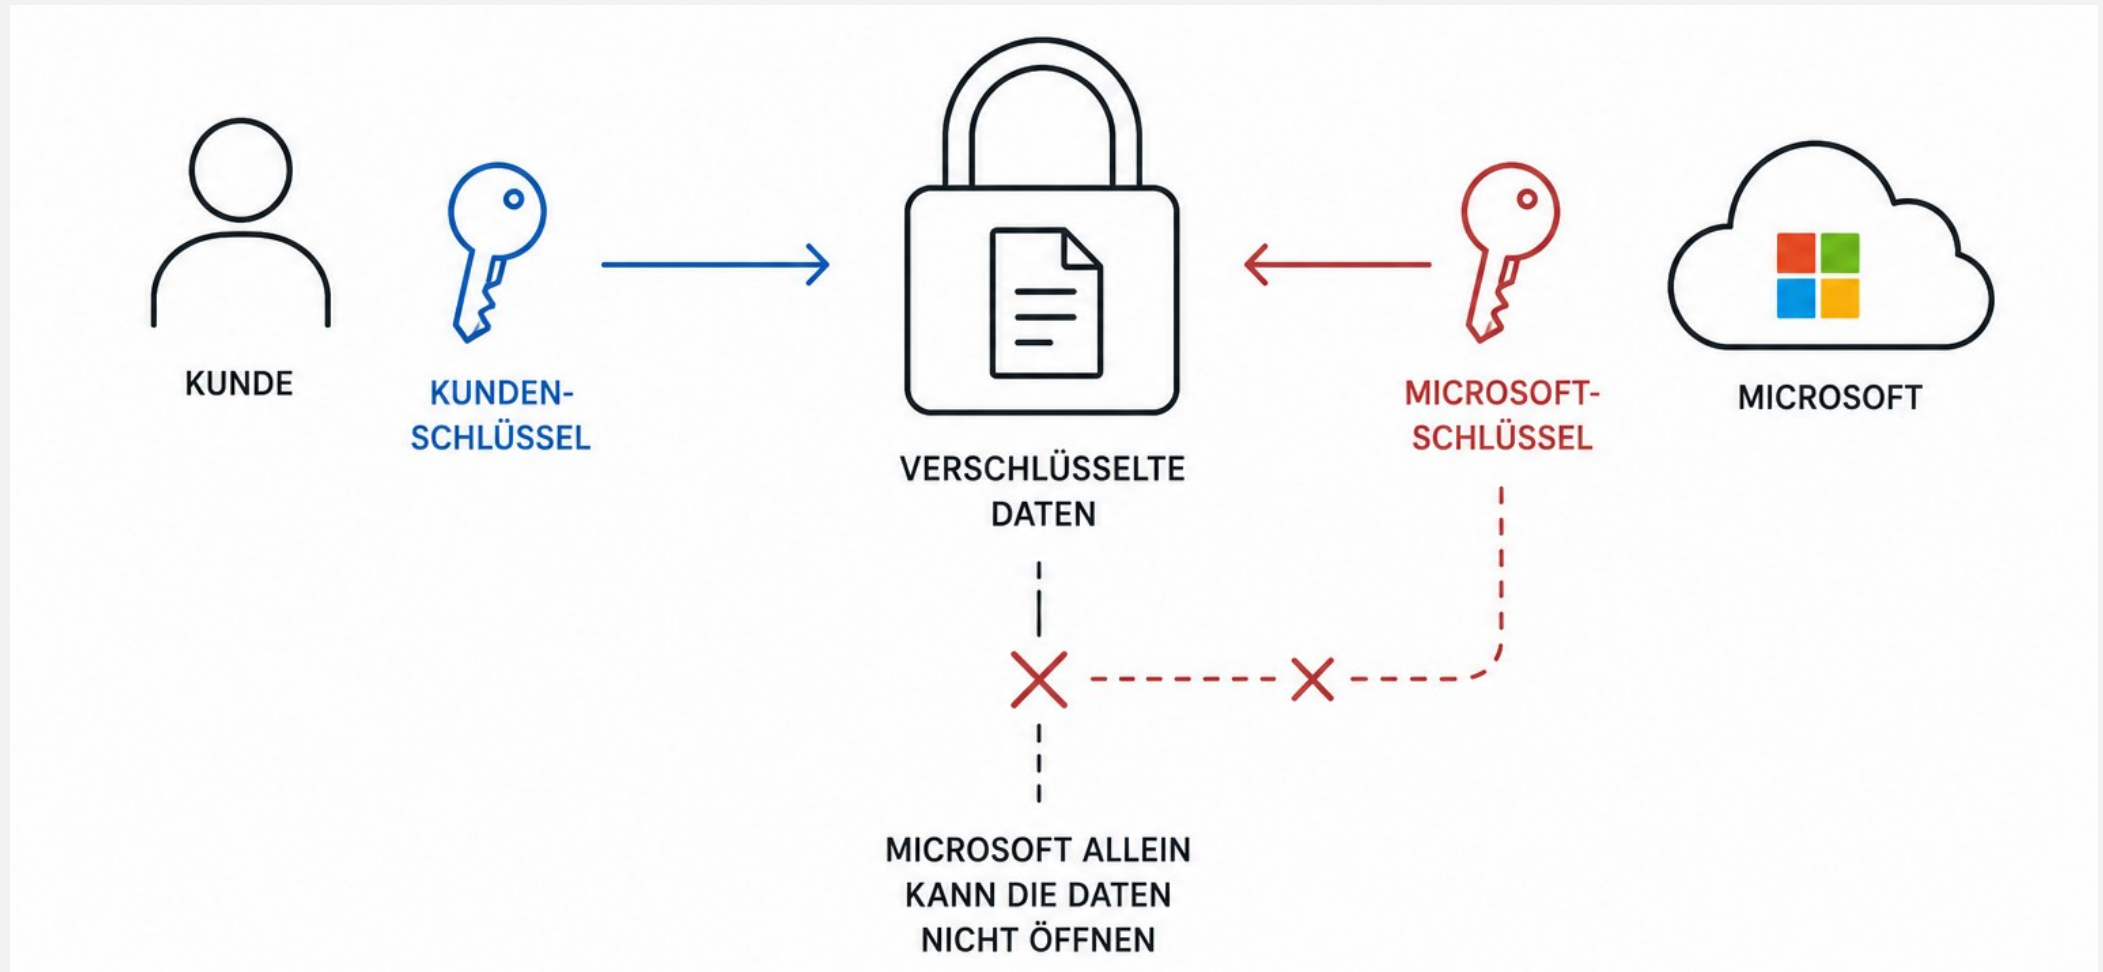 KUNDE
KUNDEN-
SCHLÜSSEL
VERSCHLÜSSELTE
DATEN
MICROSOFT-
SCHLÜSSEL
MICROSOFT
MICROSOFT ALLEIN
KANN DIE DATEN
NICHT ÖFFNEN